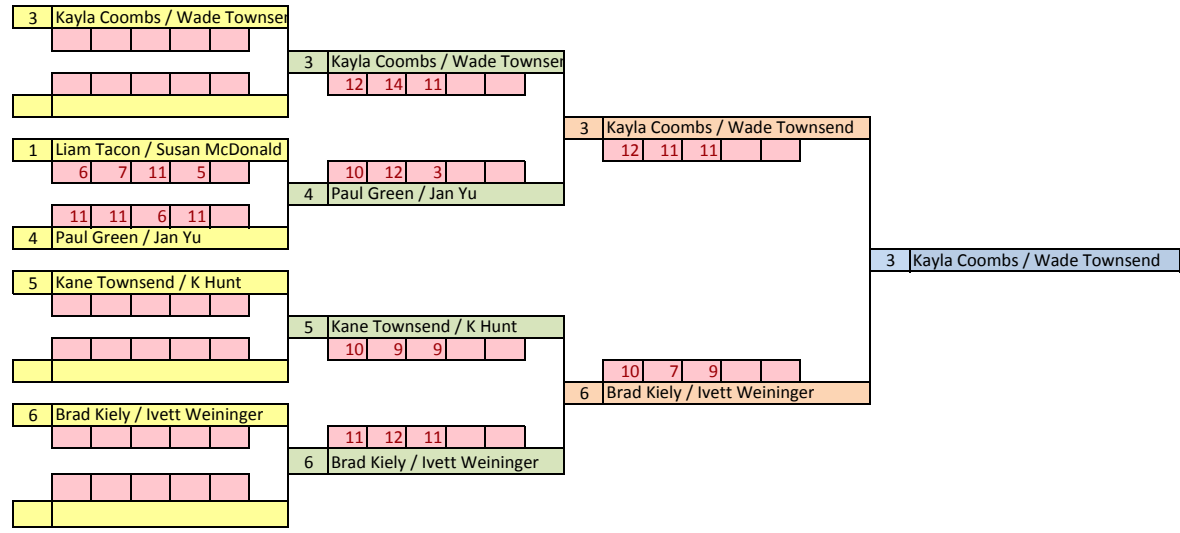 3 Kayla Coombs / Wade Townsen
3 Kayla Coombs / Wade Townsen
12 14 11
3 Kayla Coombs / Wade Townsend
1 Liam Tacon / Susan McDonald
12 11 11
6 7 11 5
10 12 3
4 Paul Green / Jan Yu
11 11 6 11
4 Paul Green / Jan Yu
3 Kayla Coombs / Wade Townsend
5 Kane Townsend / K Hunt
5 Kane Townsend / K Hunt
10 9 9
10 7 9
6 Brad Kiely / Ivett Weininger
6 Brad Kiely / Ivett Weininger
11 12 11
6 Brad Kiely / Ivett Weininger